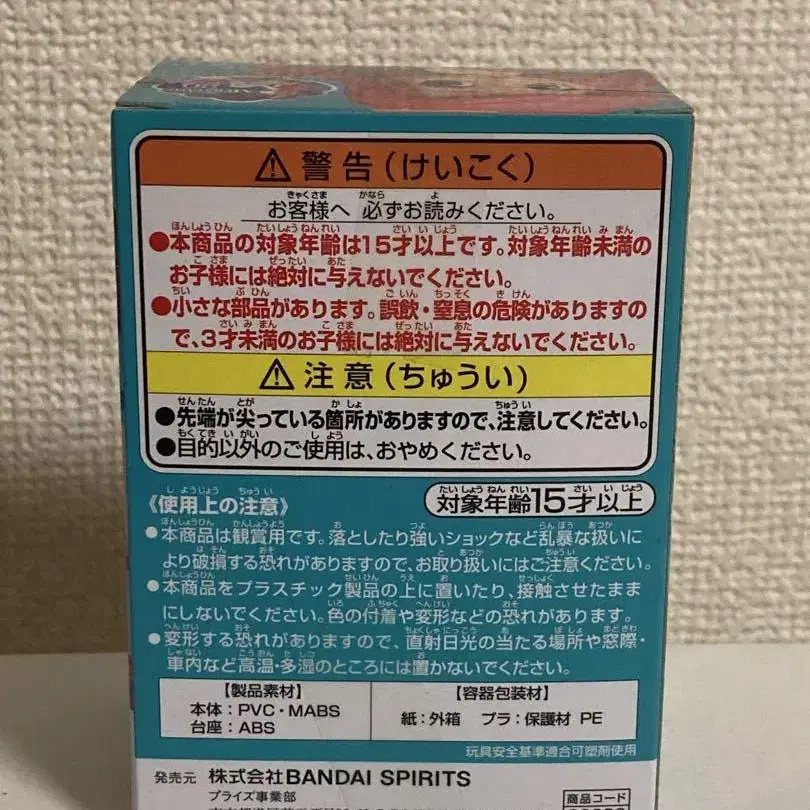 ⚠警告(けいこく)
お客様へ 必ずお読みください。
●本商品の対象年齢は15才以上です。対象年齢未満の
お子様には絶対に与えないでください。
●小さな部品があります。誤飲・窒息の危険がありますの
で、3才未満のお子様には絶対に与えないでください。
⚠注意(ちゅうい)
●先端が尖っている箇所がありますので、注意してください。
●目的以外のご使用は、おやめください。
《使用上の注意》
対象年齢15才以上
●本商品は観賞用です。落としたり強いショックなど乱暴な扱いに
より破損する恐れがありますので、お取り扱いにはご注意ください。
●本商品をプラスチック製品の上に置いたり、接触させたまま
にしないでください。色の付着や変形などの恐れがあります。
●変形する恐れがありますので、直射日光の当たる場所や窓際・
車内など高温・多湿のところには置かないでください。
【製品素材】
本体:PVC・MABS
台座:ABS
【容器包装材】
紙:外箱 プラ:保護材 PE
玩具安全基準適合可塑剤使用
発売元 株式会社BANDAI SPIRITS
プライズ事業部
商品コード